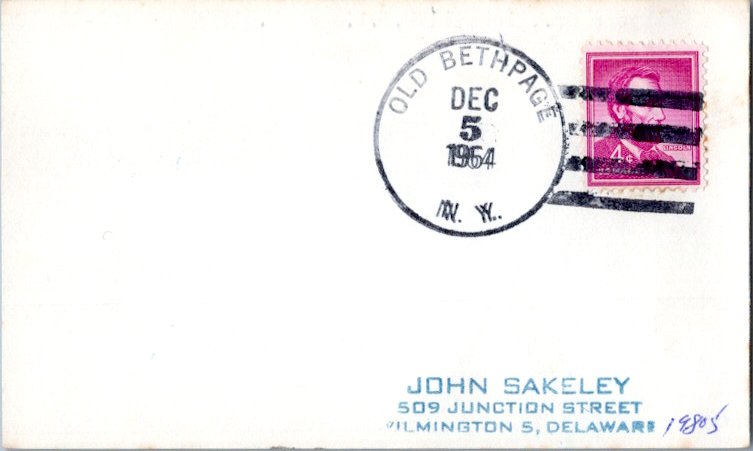 OLD BETHPAGE
DEC
5
1964
N. Y.
LINCOLN
4¢
JOHN SAKELEY
509 JUNCTION STREET
WILMINGTON 5, DELAWARE 19805